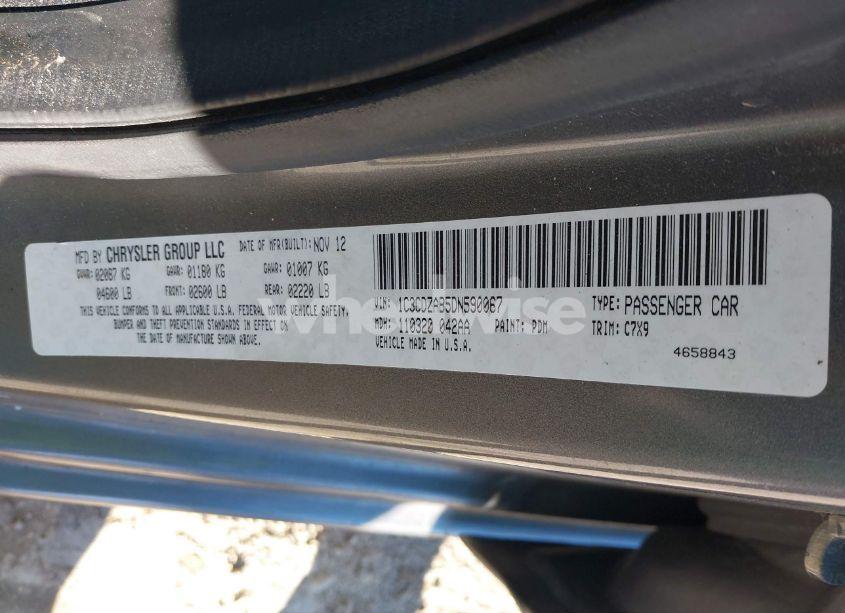 MFD BY CHRYSLER GROUP LLC DATE OF MFR(BUILT): NOV 12
GVWR: 02087 KG GAWR: 01180 KG GAWR: 01007 KG
04600 LB FRONT: 02600 LB REAR: 02220 LB
THIS VEHICLE CONFORMS TO ALL APPLICABLE U.S.A. FEDERAL MOTOR VEHICLE SAFETY,
BUMPER AND THEFT PREVENTION STANDARDS IN EFFECT ON
THE DATE OF MANUFACTURE SHOWN ABOVE.
VIN: 1C3CDZAB5DN590067 TYPE: PASSENGER CAR
MDH: 110320 042AA PAINT: PDM TRIM: C7X9
VEHICLE MADE IN U.S.A.
4658843
wheelwise